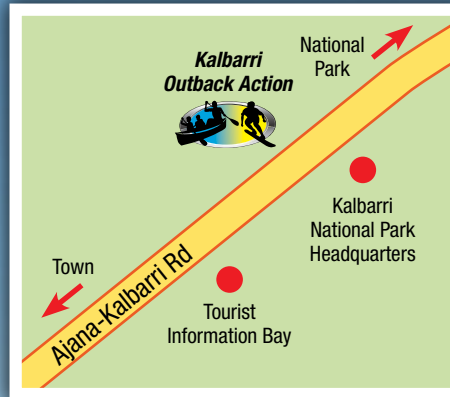 National
Park
Kalbarri
Outback Action
Kalbarri
National Park
Headquarters
Town
Ajana-Kalbarri Rd
Tourist
Information Bay